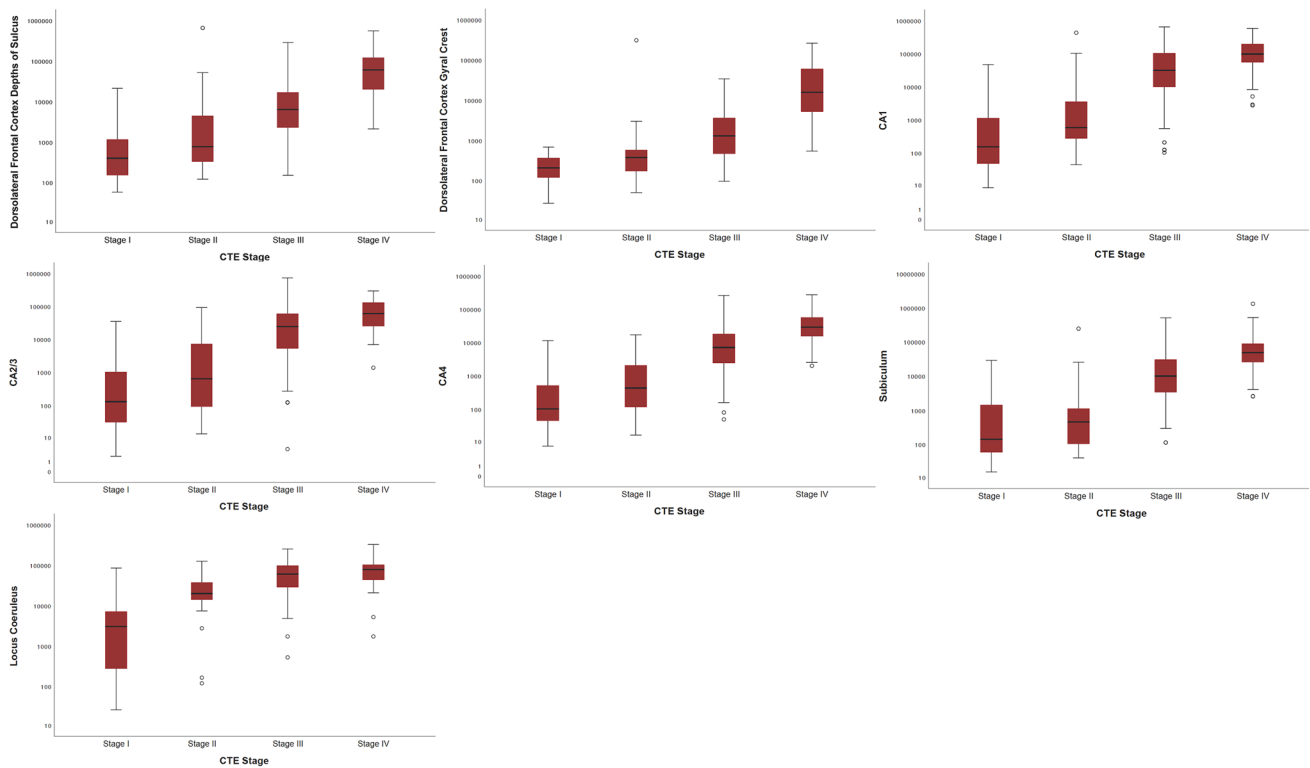 Dorsolateral Frontal Cortex Depths of Sulcus
1000000
100000
10000
1000
100
10
Stage I
Stage II
Stage III
Stage IV
CTE Stage
Dorsolateral Frontal Cortex Gyral Crest
1000000
100000
10000
1000
100
10
Stage I
Stage II
Stage III
Stage IV
CTE Stage
CA1
1000000
100000
10000
1000
100
10
1
0
Stage I
Stage II
Stage III
Stage IV
CTE Stage
CA2/3
1000000
100000
10000
1000
100
10
1
0
Stage I
Stage II
Stage III
Stage IV
CTE Stage
CA4
1000000
100000
10000
1000
100
10
1
0
Stage I
Stage II
Stage III
Stage IV
CTE Stage
Subiculum
10000000
1000000
100000
10000
1000
100
10
Stage I
Stage II
Stage III
Stage IV
CTE Stage
Locus Coeruleus
1000000
100000
10000
1000
100
10
Stage I
Stage II
Stage III
Stage IV
CTE Stage